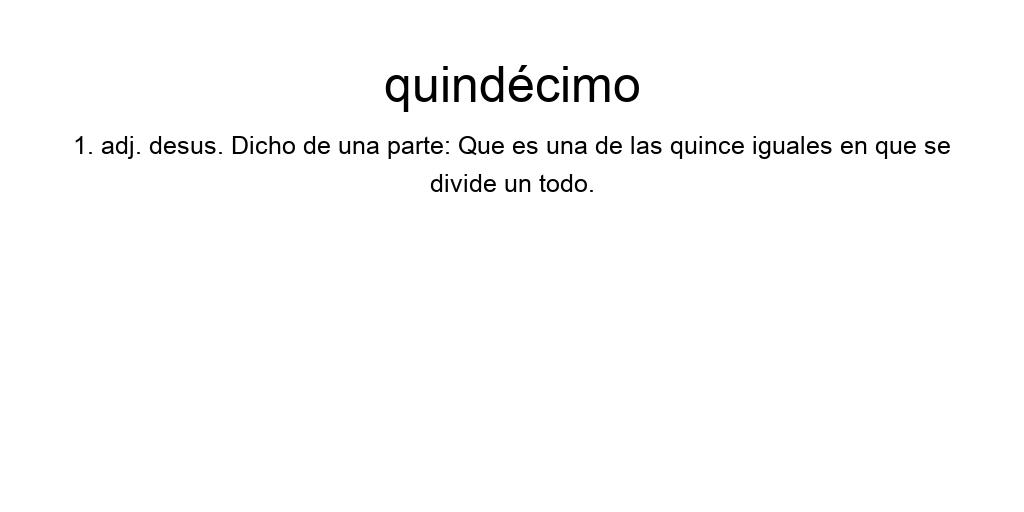 quindécimo
1. adj. desus. Dicho de una parte: Que es una de las quince iguales en que se
divide un todo.